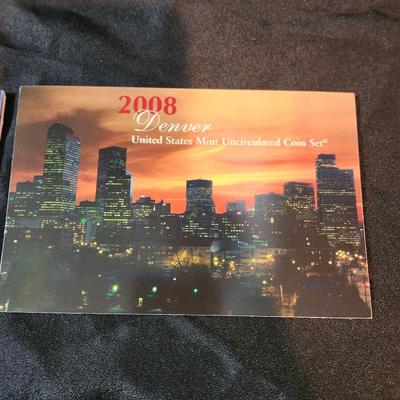 2008
Denver
United States Mint Uncirculated Coin Set®